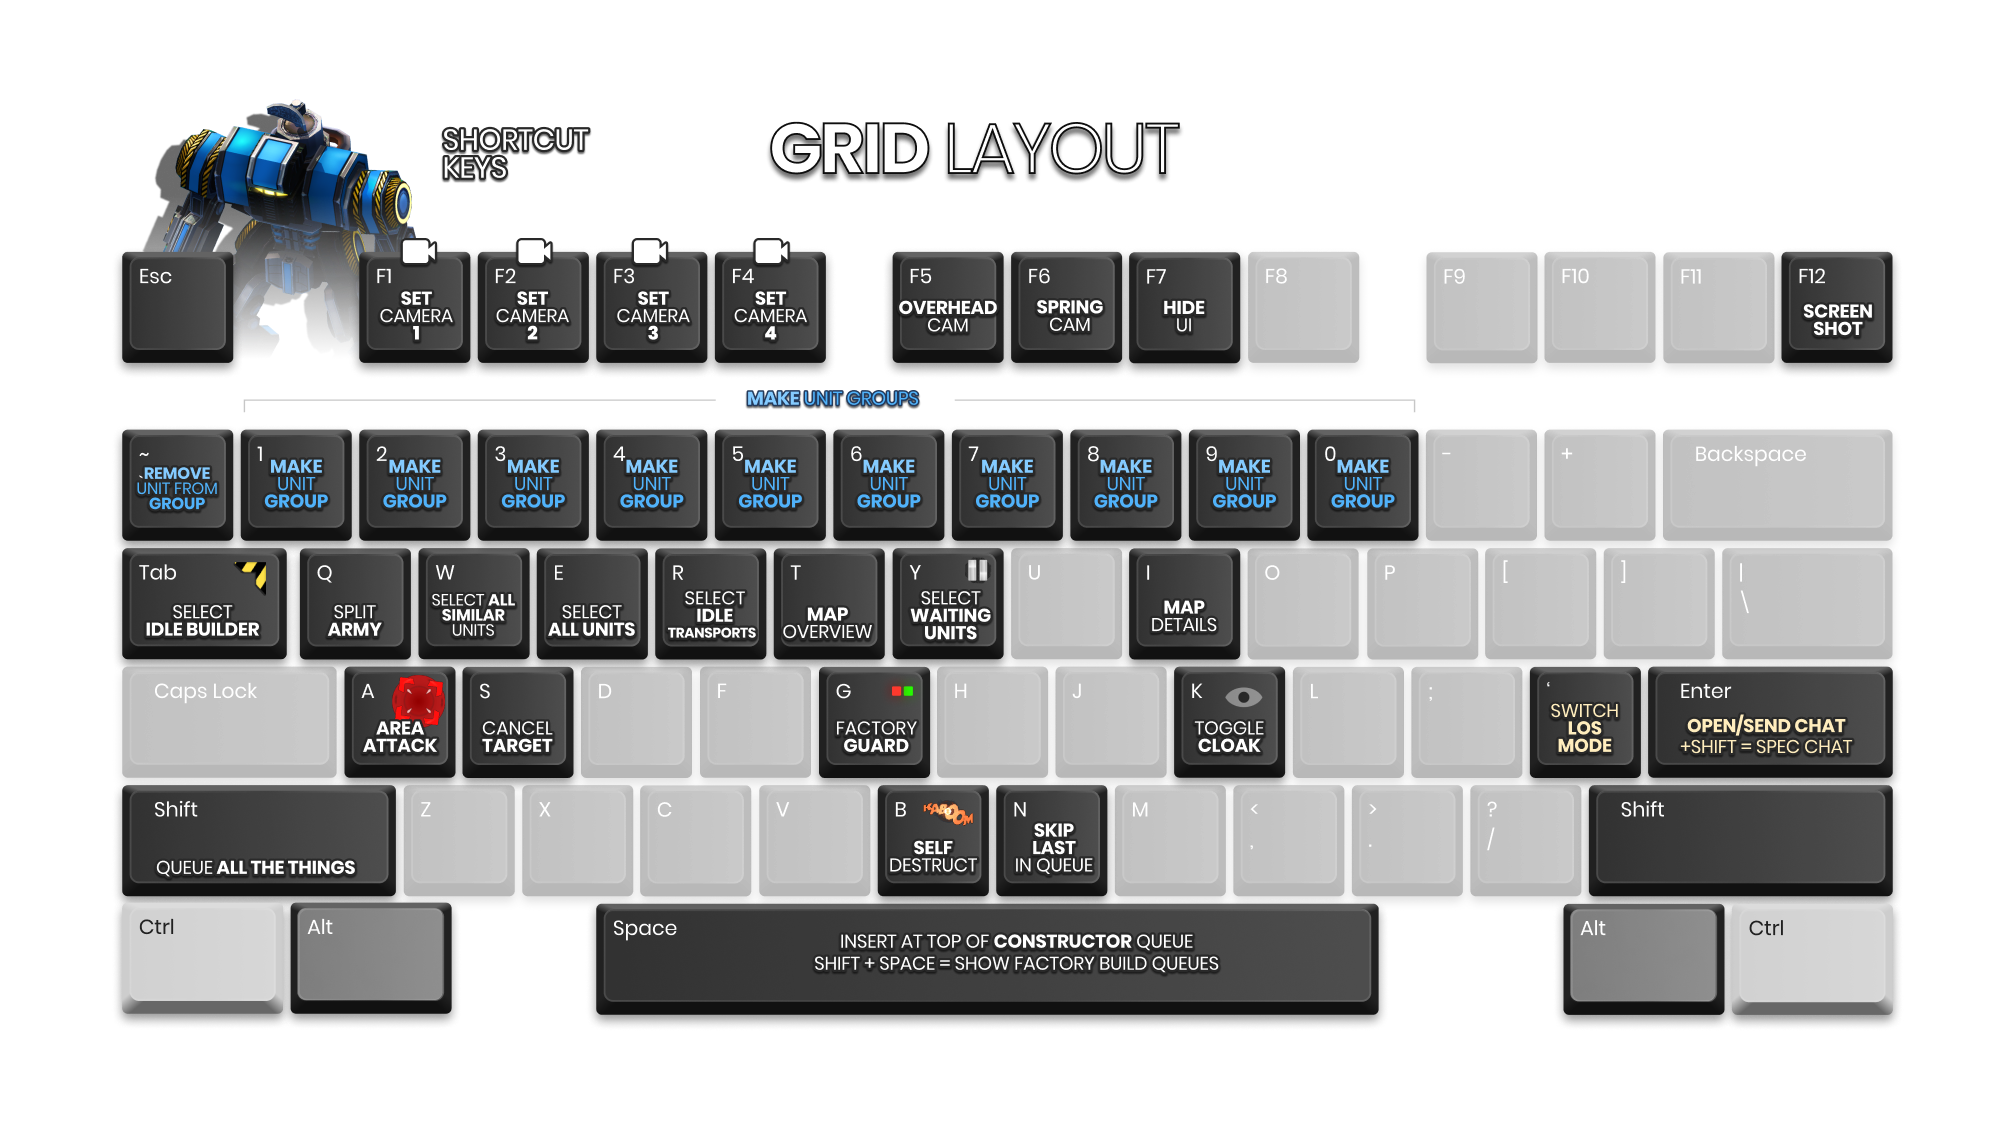 SHORTCUT
KEYS
GRID LAYOUT
Esc
F1
SET
CAMERA
1
F2
SET
CAMERA
2
F3
SET
CAMERA
3
F4
SET
CAMERA
4
F5
OVERHEAD
CAM
F6
SPRING
CAM
F7
HIDE
UI
F8
F9
F10
F11
F12
SCREEN
SHOT
MAKE UNIT GROUPS
~
`REMOVE
UNIT FROM
GROUP
1
MAKE
UNIT
GROUP
2
MAKE
UNIT
GROUP
3
MAKE
UNIT
GROUP
4
MAKE
UNIT
GROUP
5
MAKE
UNIT
GROUP
6
MAKE
UNIT
GROUP
7
MAKE
UNIT
GROUP
8
MAKE
UNIT
GROUP
9
MAKE
UNIT
GROUP
0
MAKE
UNIT
GROUP
-
+
Backspace
Tab
SELECT
IDLE BUILDER
Q
SPLIT
ARMY
W
SELECT ALL
SIMILAR
UNITS
E
SELECT
ALL UNITS
R
SELECT
IDLE
TRANSPORTS
T
MAP
OVERVIEW
Y
SELECT
WAITING
UNITS
U
I
MAP
DETAILS
O
P
[
]
|
\
Caps Lock
A
AREA
ATTACK
S
CANCEL
TARGET
D
F
G
FACTORY
GUARD
H
J
K
TOGGLE
CLOAK
L
;
‘
SWITCH
LOS
MODE
Enter
OPEN/SEND CHAT
+SHIFT = SPEC CHAT
Shift
QUEUE ALL THE THINGS
Z
X
C
V
B
KABOOOM
SELF
DESTRUCT
N
SKIP
LAST
IN QUEUE
M
<
,
>
.
?
/
Shift
Ctrl
Alt
Space
INSERT AT TOP OF CONSTRUCTOR QUEUE
SHIFT + SPACE = SHOW FACTORY BUILD QUEUES
Alt
Ctrl